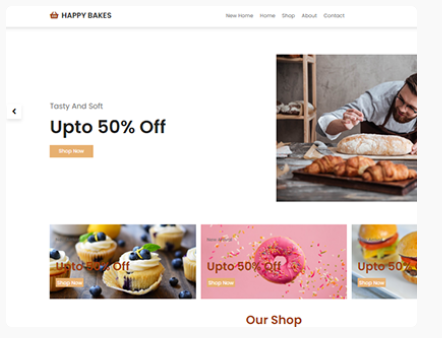 HAPPY BAKES
New Home Home Shop About Contact
Tasty And Soft
Upto 50% Off
Shop Now
Upto 50% Off
Shop Now
Upto 50% Off
Shop Now
Upto 50%
Shop Now
Our Shop